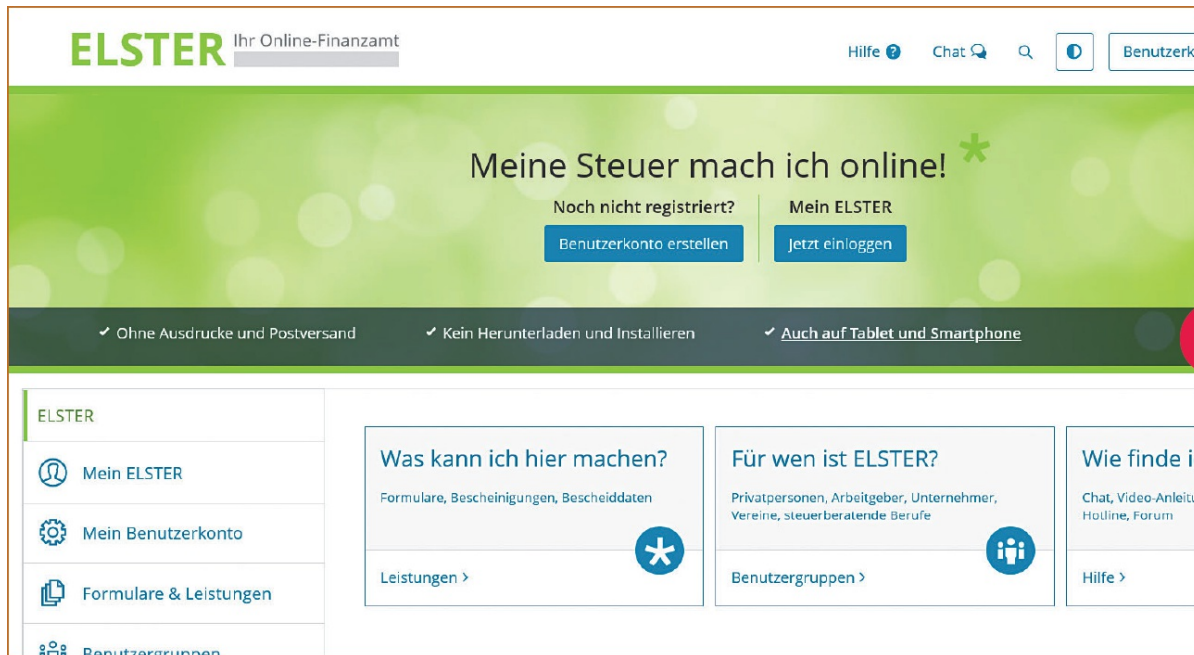 ELSTER Ihr Online-Finanzamt
Hilfe Chat
Meine Steuer mach ich online!
Noch nicht registriert? Mein ELSTER
Benutzerkonto erstellen Jetzt einloggen
Ohne Ausdrucke und Postversand Kein Herunterladen und Installieren Auch auf Tablet und Smartphone
ELSTER
Mein ELSTER
Mein Benutzerkonto
Formulare & Leistungen
Benutzergruppen
Was kann ich hier machen?
Formulare, Bescheinigungen, Bescheiddaten
Leistungen >
Für wen ist ELSTER?
Privatpersonen, Arbeitgeber, Unternehmer,
Vereine, steuerberatende Berufe
Benutzergruppen >
Wie finde
Chat,
Hotline, Forum
Hilfe >